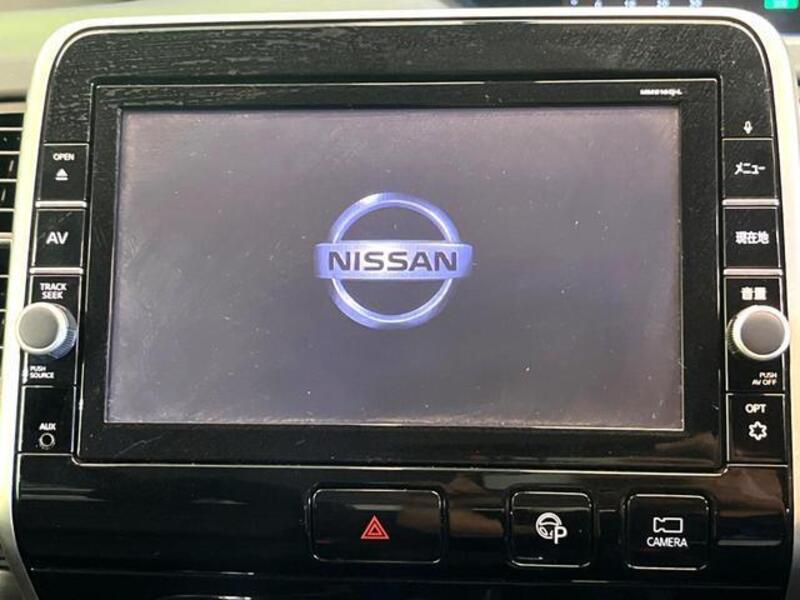 OPEN
AV
TRACK
SEEK
PUSH
SOURCE
AUX
NISSAN
メニュー
現在地
音量
PUSH
AV OFF
OPT
P
CAMERA